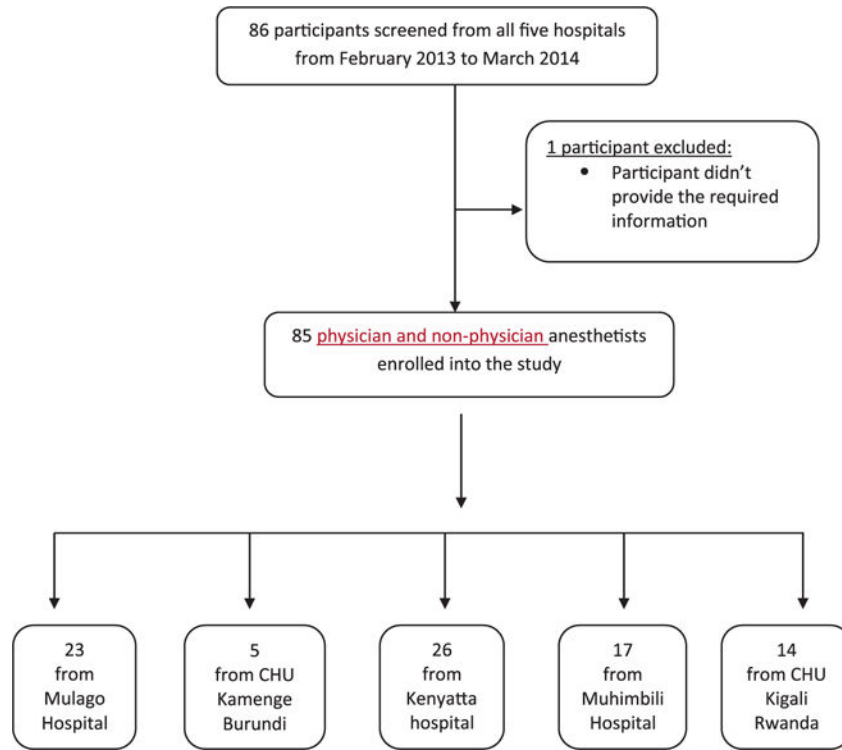 86 participants screened from all five hospitals
from February 2013 to March 2014
1 participant excluded:
• Participant didn’t
provide the required
information
85 physician and non-physician anesthetists
enrolled into the study
23
from
Mulago
Hospital
5
from CHU
Kamenge
Burundi
26
from
Kenyatta
hospital
17
from
Muhimbili
Hospital
14
from CHU
Kigali
Rwanda